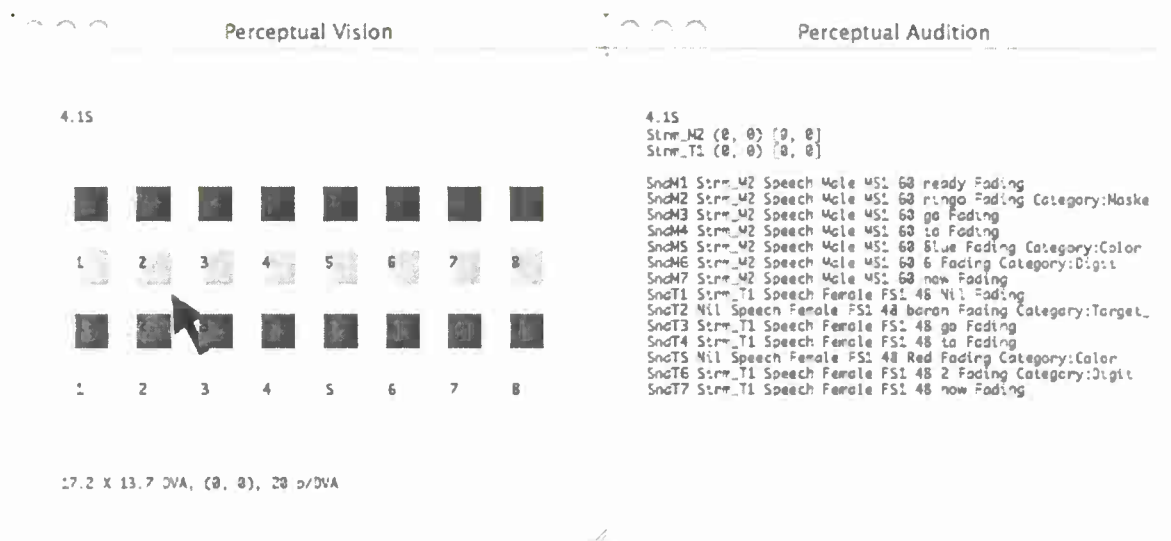 Perceptual Vision
4.1S
1 2 3 4 5 6 7 8
1 2 3 4 5 6 7 8
17.2 X 13.7 DVA, (0, 0), 20 p/DVA
Perceptual Audition
4.1S
Strm_M2 (0, 0) [0, 0]
Strm_T1 (0, 0) [0, 0]
SndM1 Strm_M2 Speech Male MS1 60 ready Fading
SndM2 Strm_M2 Speech Male MS1 60 ringo Fading Category:Maske
SndM3 Strm_M2 Speech Male MS1 60 go Fading
SndM4 Strm_M2 Speech Male MS1 60 to Fading
SndM5 Strm_M2 Speech Male MS1 60 Blue Fading Category:Color
SndM6 Strm_M2 Speech Male MS1 60 6 Fading Category:Digit
SndM7 Strm_M2 Speech Male MS1 60 now Fading
SndT1 Strm_T1 Speech Female FS1 48 Nil Fading
SndT2 Nil Speech Female FS1 48 baron Fading Category:Target_
SndT3 Strm_T1 Speech Female FS1 48 go Fading
SndT4 Strm_T1 Speech Female FS1 48 to Fading
SndT5 Nil Speech Female FS1 48 Red Fading Category:Color
SndT6 Strm_T1 Speech Female FS1 48 2 Fading Category:Digit
SndT7 Strm_T1 Speech Female FS1 48 now Fading